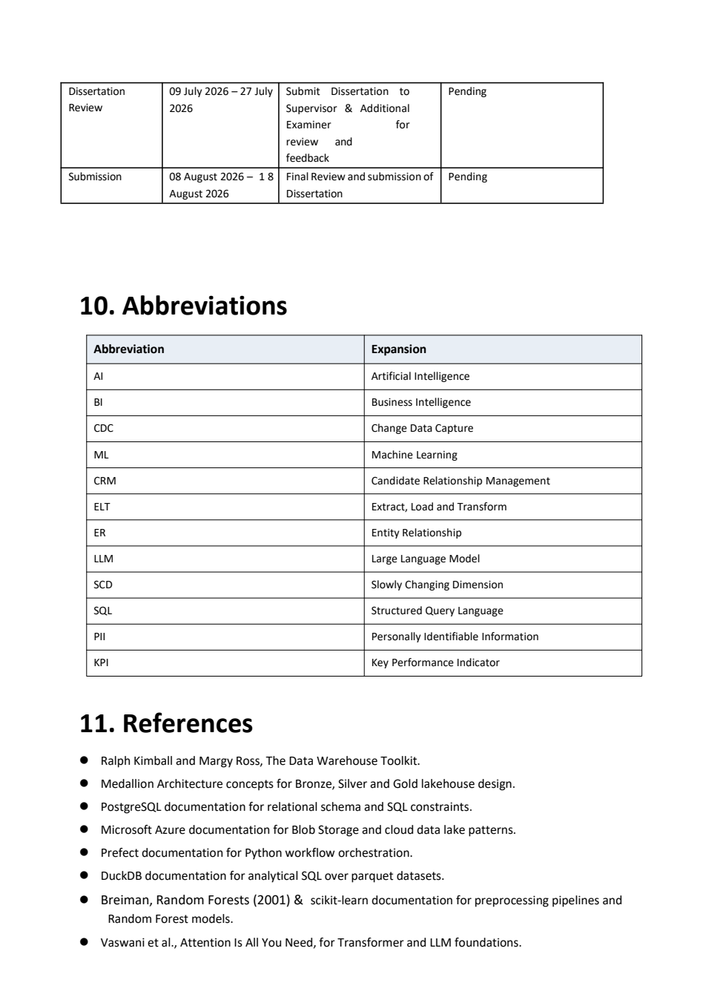 Dissertation Review
09 July 2026 – 27 July 2026
Submit Dissertation to Supervisor & Additional Examiner for review and feedback
Pending
Submission
08 August 2026 – 1 8 August 2026
Final Review and submission of Dissertation
Pending
10. Abbreviations
Abbreviation Expansion
AI Artificial Intelligence
BI Business Intelligence
CDC Change Data Capture
ML Machine Learning
CRM Candidate Relationship Management
ELT Extract, Load and Transform
ER Entity Relationship
LLM Large Language Model
SCD Slowly Changing Dimension
SQL Structured Query Language
PII Personally Identifiable Information
KPI Key Performance Indicator
11. References
● Ralph Kimball and Margy Ross, The Data Warehouse Toolkit.
● Medallion Architecture concepts for Bronze, Silver and Gold lakehouse design.
● PostgreSQL documentation for relational schema and SQL constraints.
● Microsoft Azure documentation for Blob Storage and cloud data lake patterns.
● Prefect documentation for Python workflow orchestration.
● DuckDB documentation for analytical SQL over parquet datasets.
● Breiman, Random Forests (2001) & scikit-learn documentation for preprocessing pipelines and
Random Forest models.
● Vaswani et al., Attention Is All You Need, for Transformer and LLM foundations.